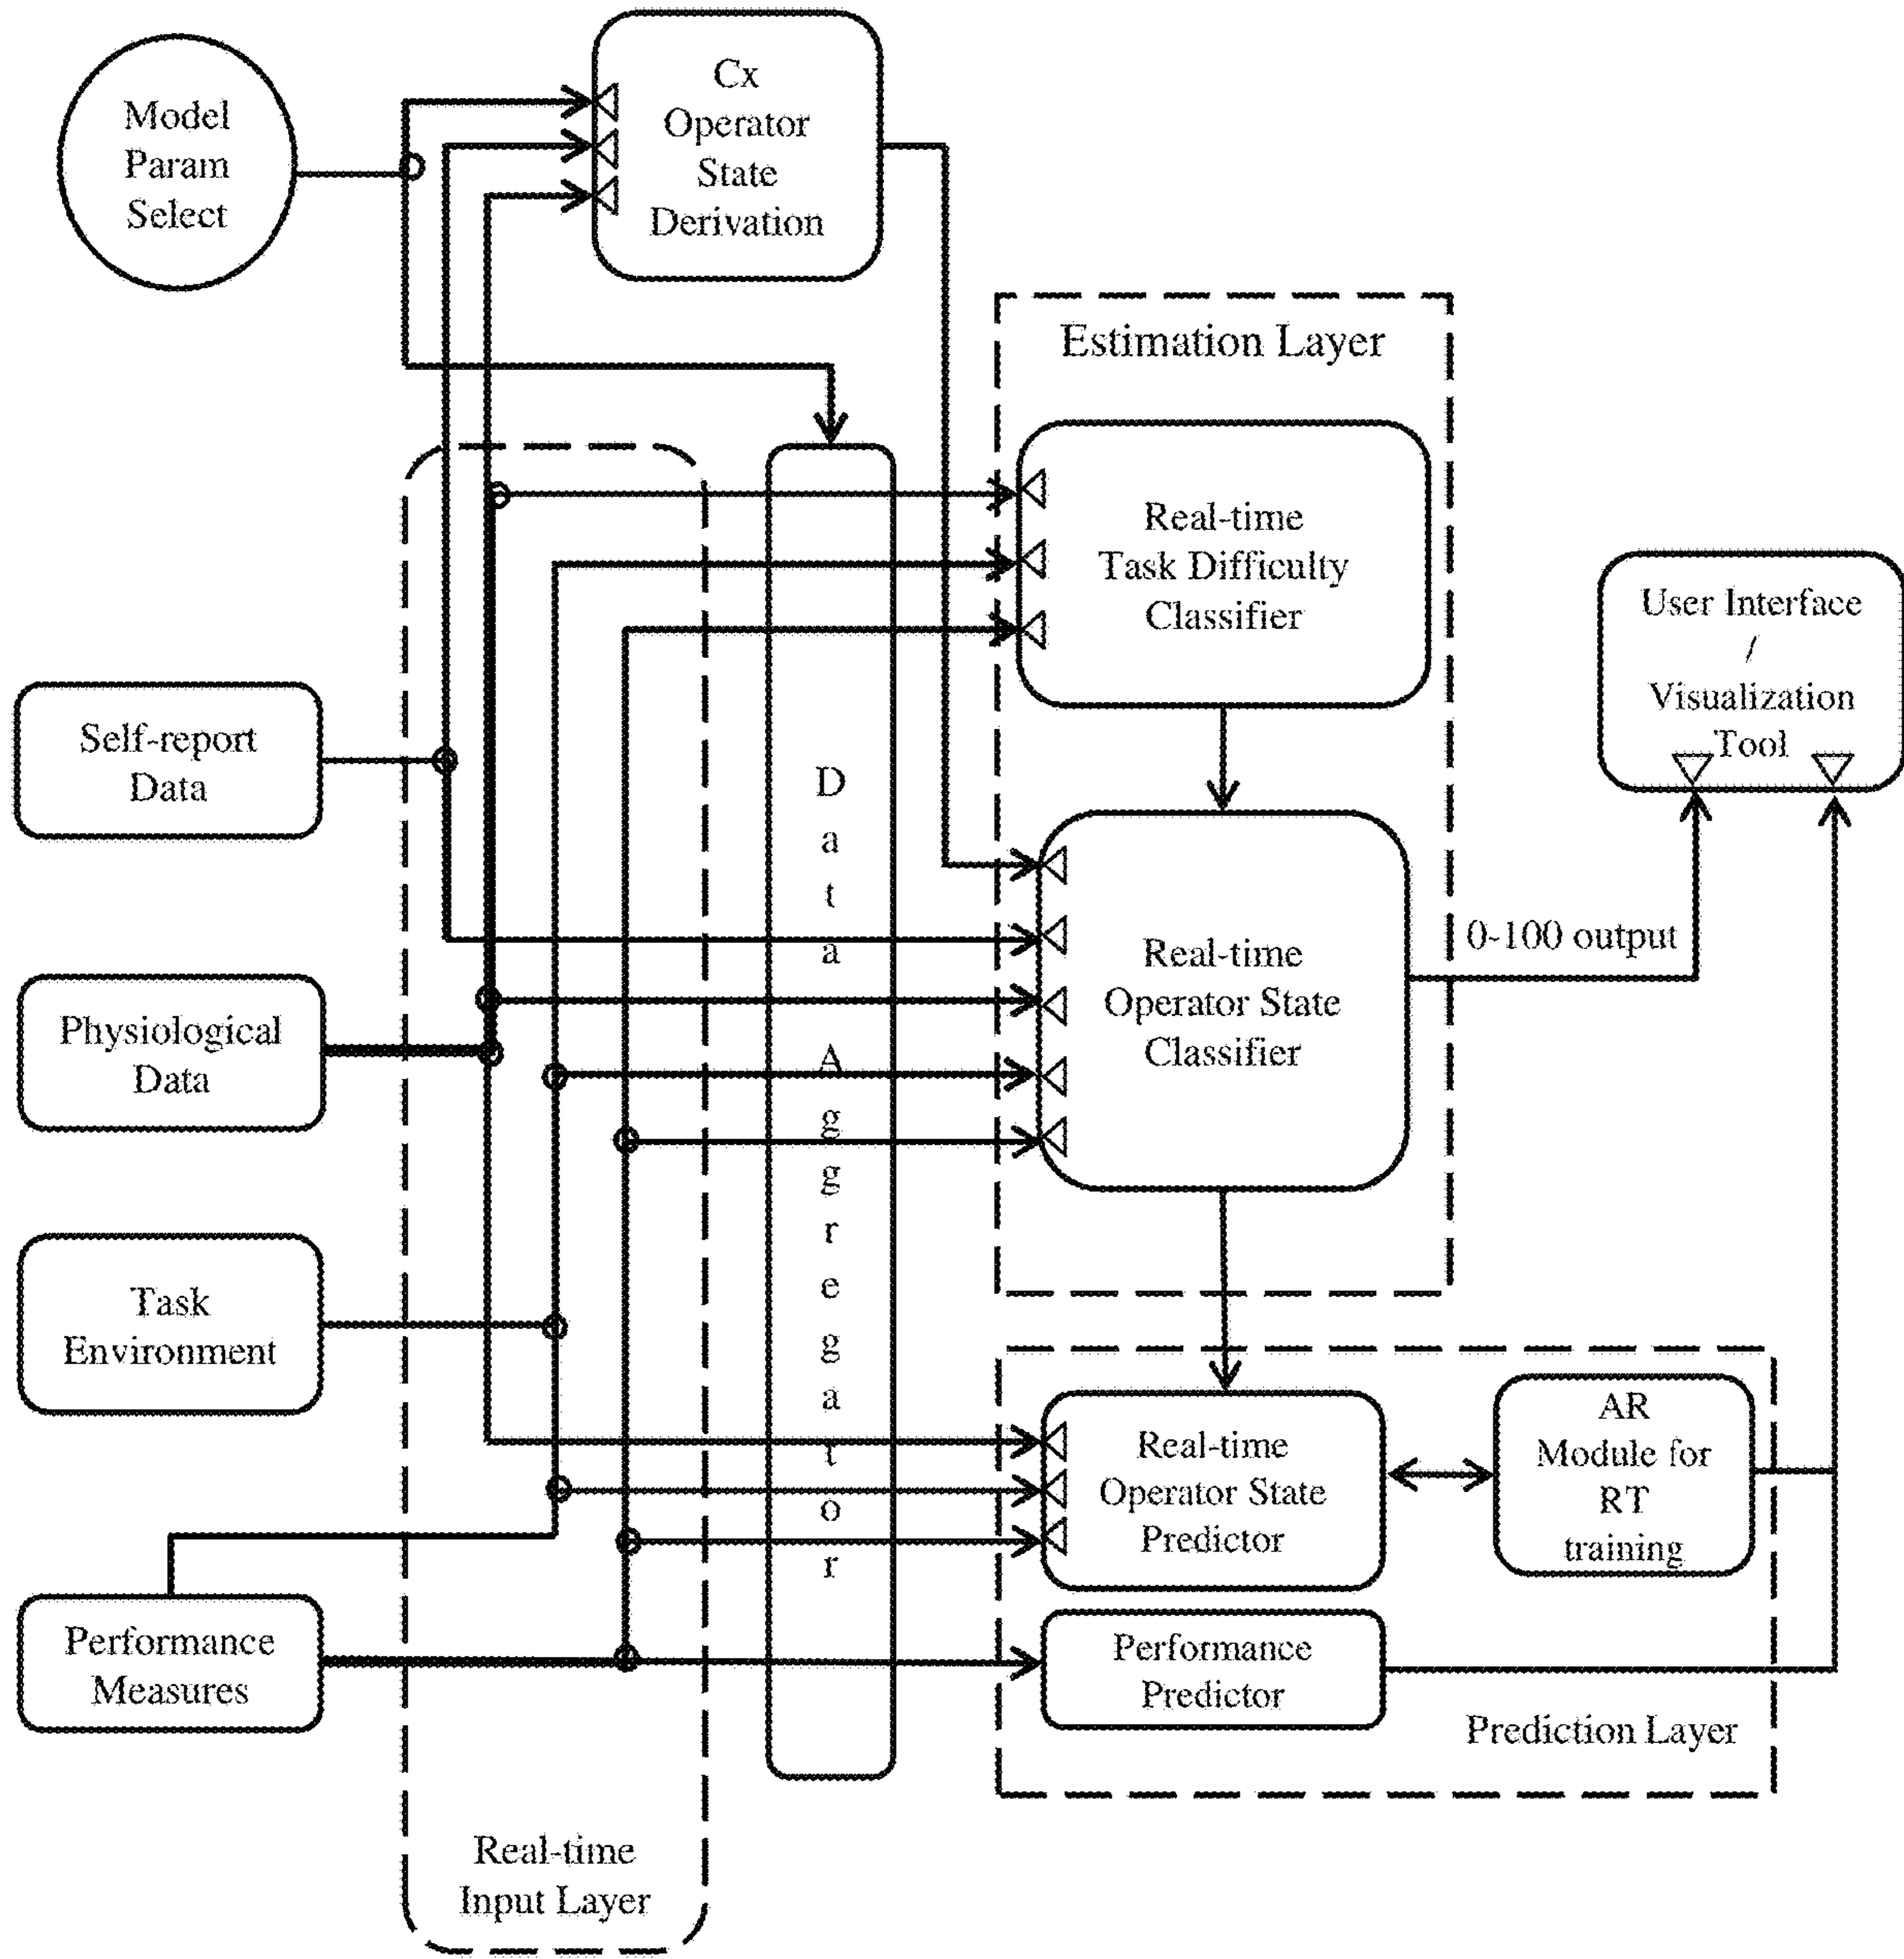 Model
Param
Select
Cx
Operator
State
Derivation
Estimation Layer
Real-time
Task Difficulty
Classifier
User Interface
/
Visualization
Tool
Self-report
Data
Data Aggregator
Real-time
Operator State
Classifier
0-100 output
Physiological
Data
Task
Environment
Real-time
Operator State
Predictor
AR
Module for
RT
training
Performance
Measures
Performance
Predictor
Prediction Layer
Real-time
Input Layer